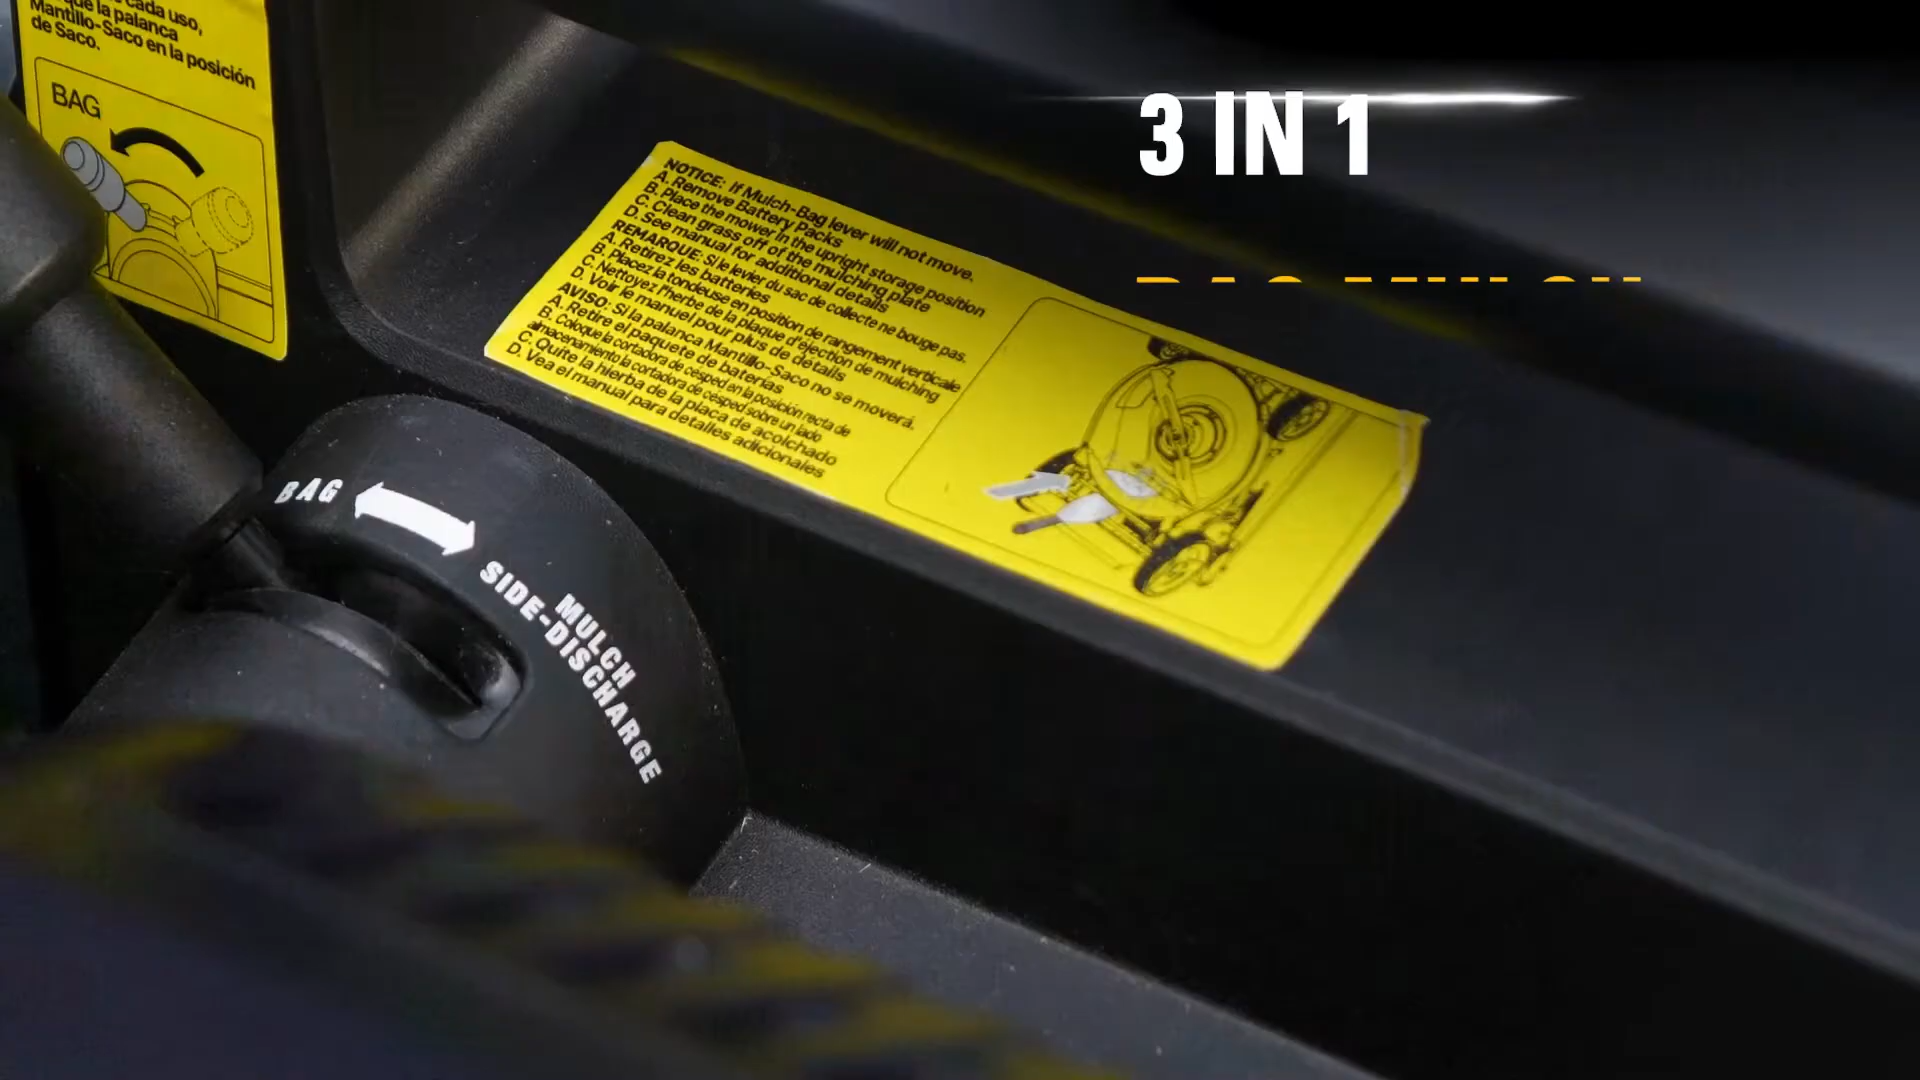 cada uso,
que la palanca
Mantillo-Saco en la posición
de Saco.
BAG
3 IN 1
NOTICE: If Mulch-Bag lever will not move.
A. Remove Battery Packs
B. Place the mower in the upright storage position
C. Clean grass off of the mulching plate
D. See manual for additional details
REMARQUE: Si le levier du sac de collecte ne bouge pas.
A. Retirez les batteries
B. Placez la tondeuse en position de rangement verticale
C. Nettoyez l'herbe de la plaque d'éjection de mulching
D. Voir le manuel pour plus de détails
AVISO: Si la palanca Mantillo-Saco no se moverá.
A. Retire el paquete de baterías
B. Coloque la cortadora de césped en la posición recta de
almacenamiento la cortadora de césped sobre un lado
C. Quite la hierba de la placa de acolchado
D. Vea el manual para detalles adicionales
BAG
MULCH
SIDE-DISCHARGE